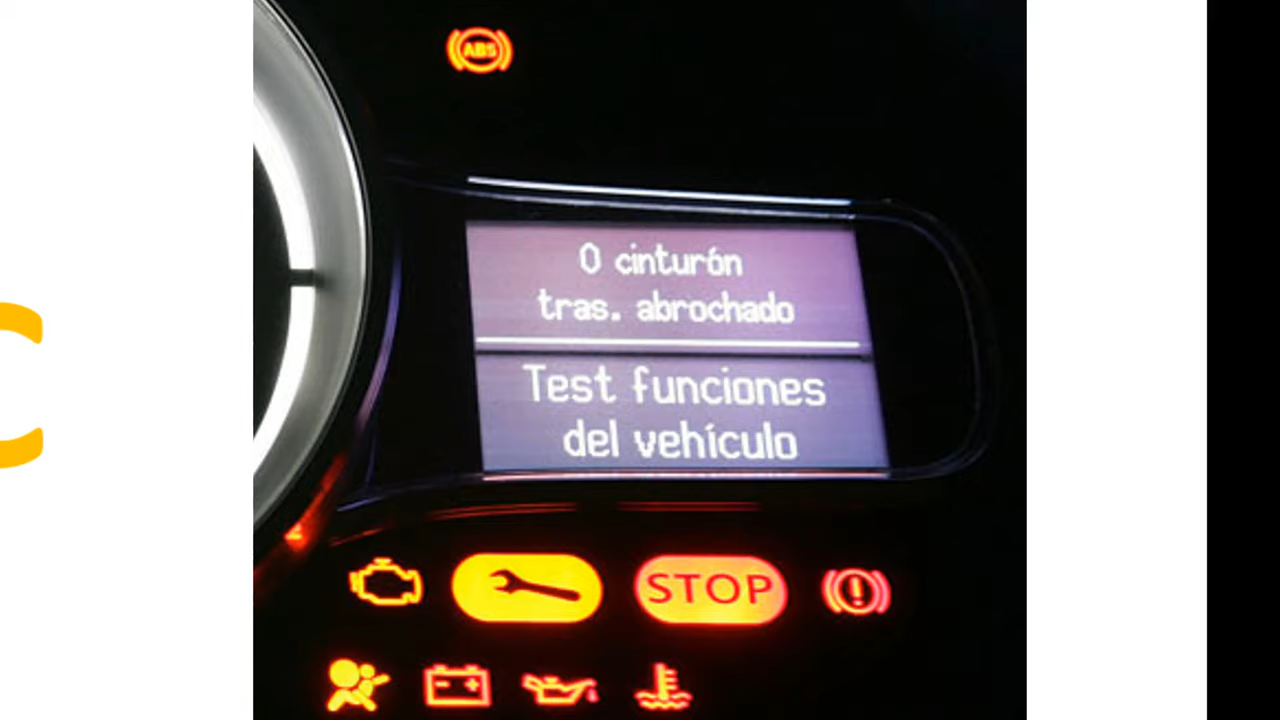 ABS
0 cinturón
tras. abrochado
Test funciones
del vehículo
STOP